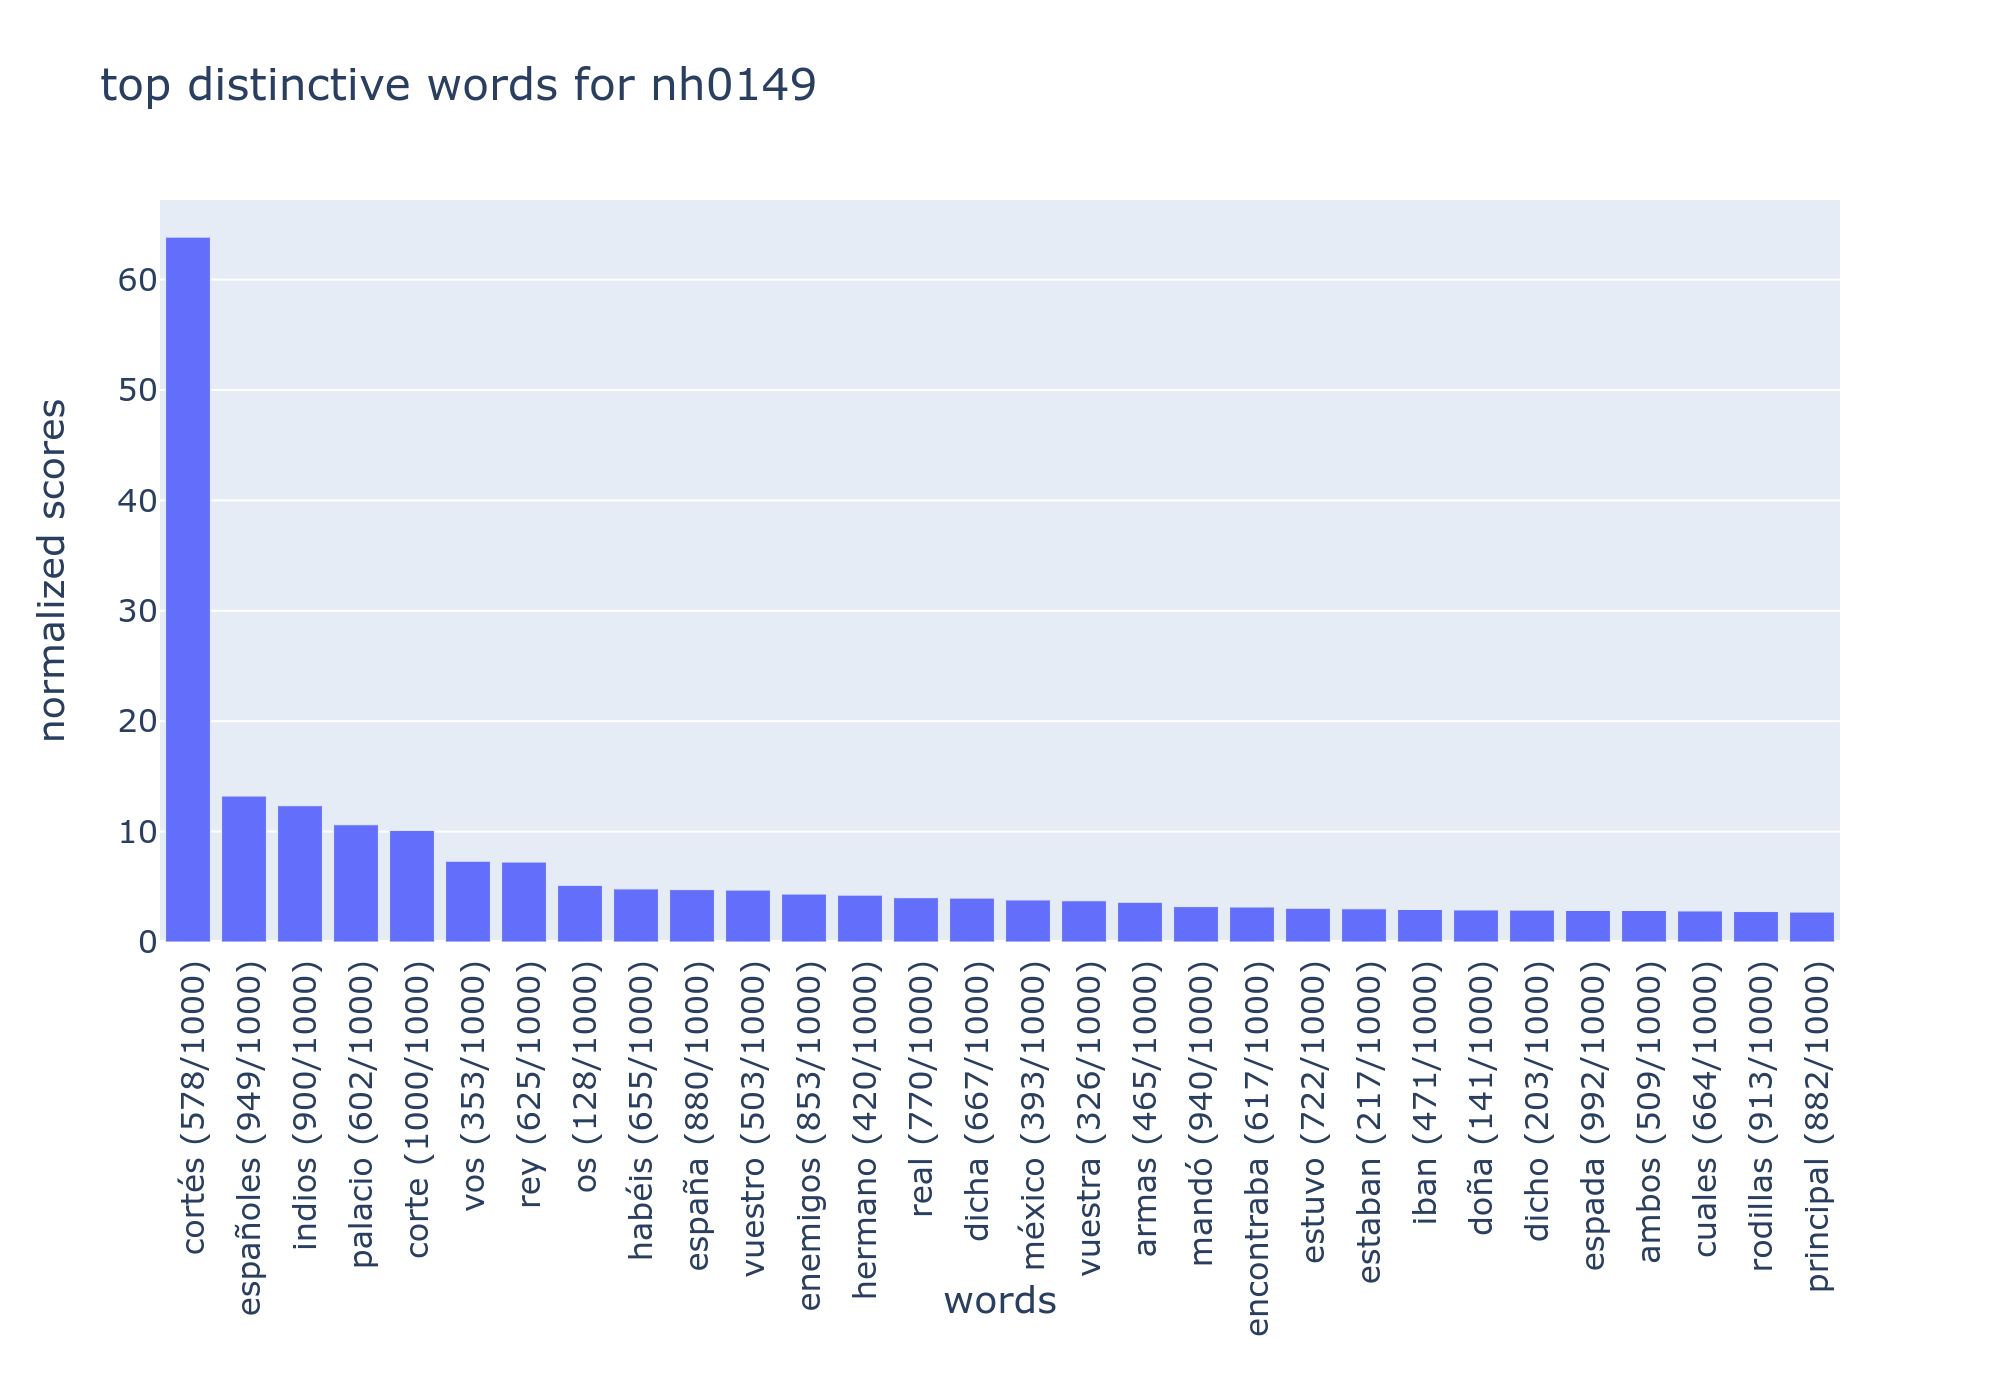 top distinctive words for nh0149
normalized scores
60
50
40
30
20
10
0
cortés (578/1000)
españoles (949/1000)
indios (900/1000)
palacio (602/1000)
corte (1000/1000)
vos (353/1000)
rey (625/1000)
os (128/1000)
habéis (655/1000)
españa (880/1000)
vuestro (503/1000)
enemigos (853/1000)
hermano (420/1000)
real (770/1000)
dicha (667/1000)
méxico (393/1000)
vuestra (326/1000)
armas (465/1000)
mandó (940/1000)
encontraba (617/1000)
estuvo (722/1000)
estaban (217/1000)
iban (471/1000)
doña (141/1000)
dicho (203/1000)
espada (992/1000)
ambos (509/1000)
cuales (664/1000)
rodillas (913/1000)
principal (882/1000)
words